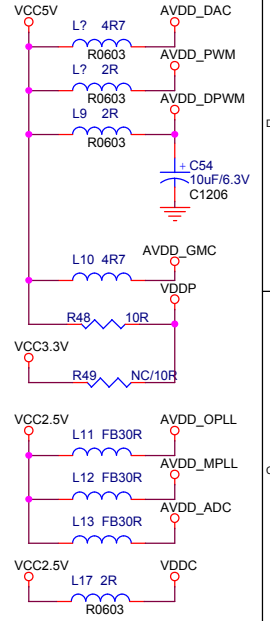 VCC5V
AVDD_DAC
L? 4R7
R0603
AVDD_PWM
L? 2R
R0603
AVDD_DPWM
L9 2R
R0603
D
+ C54
10uF/6.3V
C1206
AVDD_GMC
L10 4R7
VDDP
R48 10R
VCC3.3V
R49 NC/10R
VCC2.5V
AVDD_OPLL
L11 FB30R
AVDD_MPLL
L12 FB30R
C
AVDD_ADC
L13 FB30R
VCC2.5V
VDDC
L17 2R
R0603